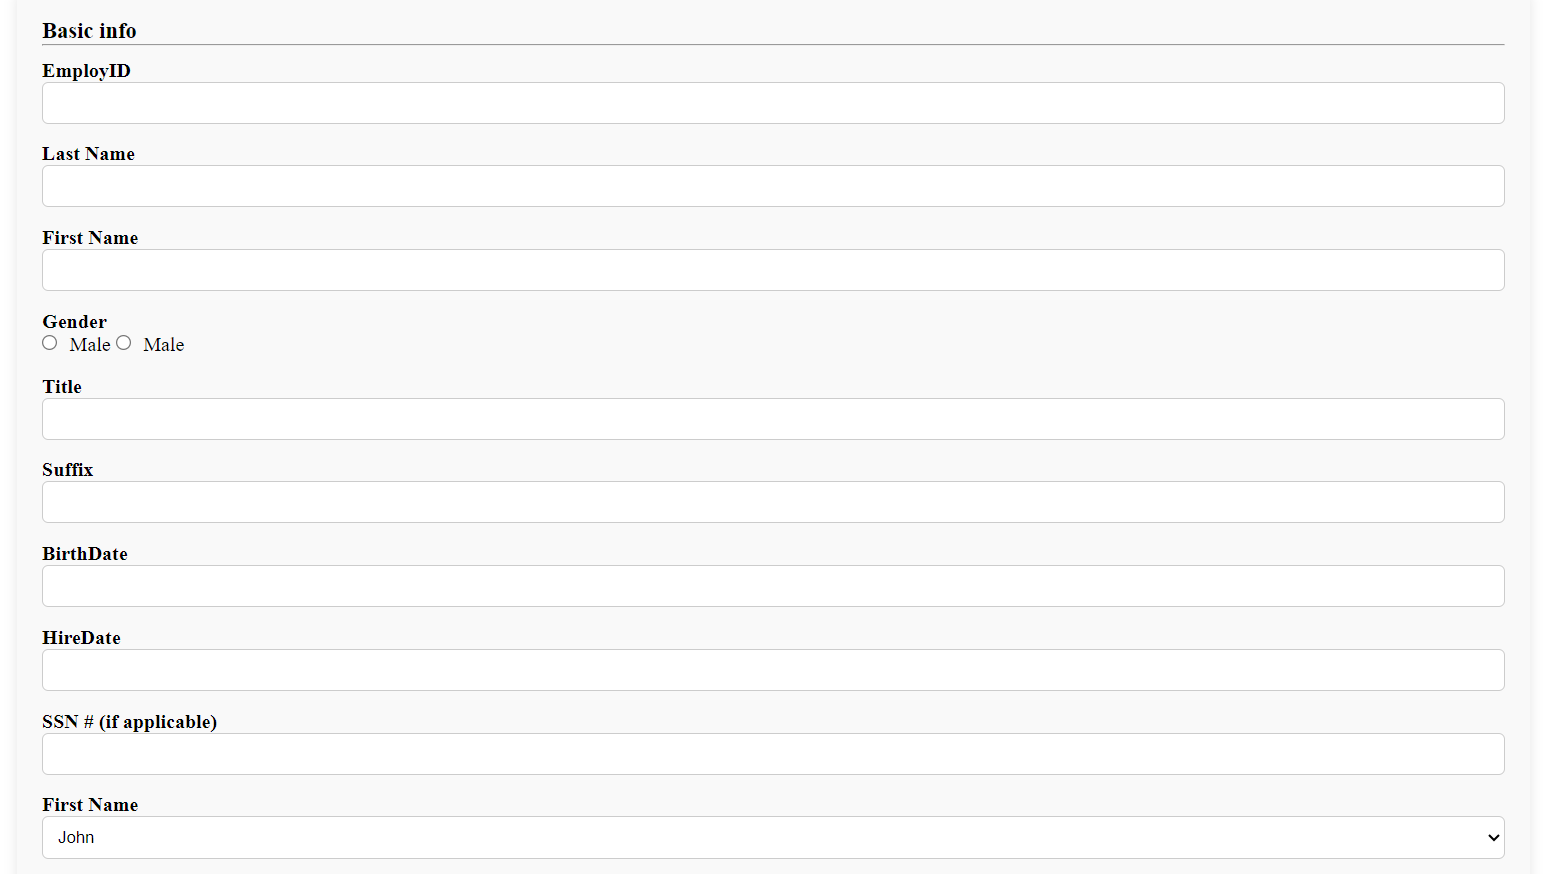 Basic info
EmployID
Last Name
First Name
Gender
Male Male
Title
Suffix
BirthDate
HireDate
SSN # (if applicable)
First Name
John